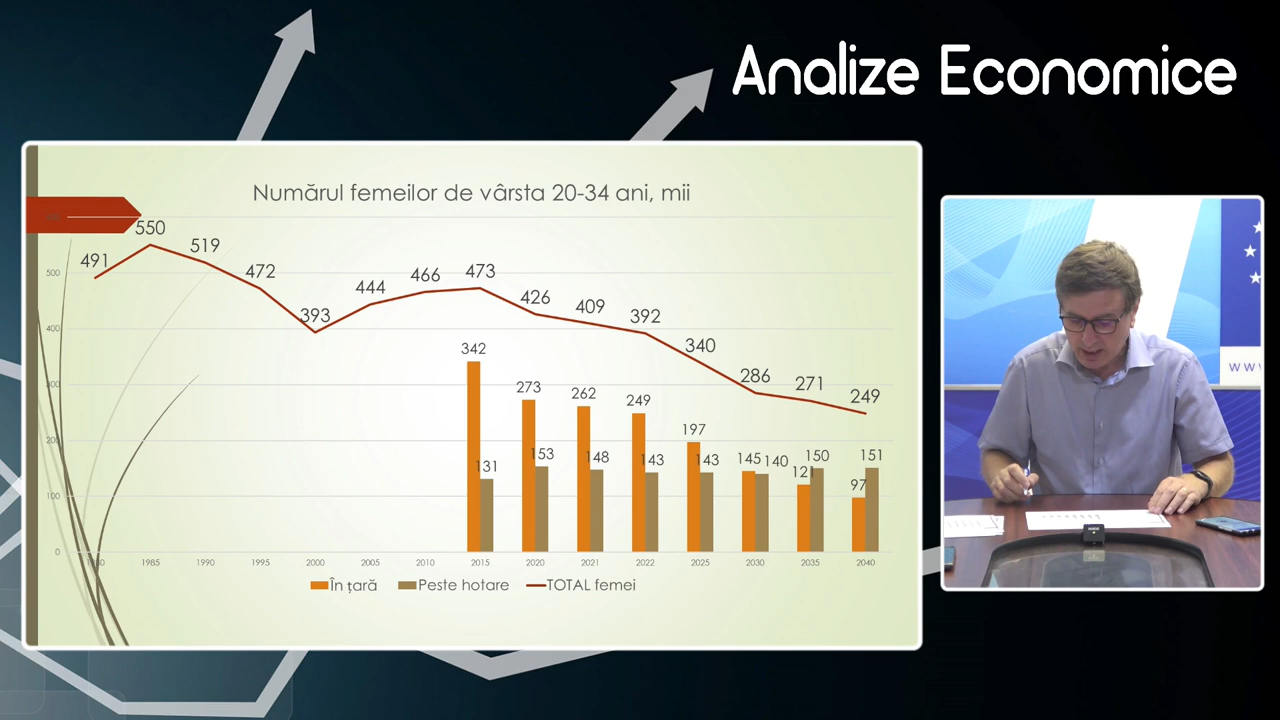 Analize Economice
Numărul femeilor de vârsta 20-34 ani, mii
491 550 519 472 393 444 466 473 426 409 392 340 286 271 249
342 273 262 249 197 145 121 97
131 153 148 143 143 140 150 151
500
400
300
200
100
0
1980 1985 1990 1995 2000 2005 2010 2015 2020 2021 2022 2025 2030 2035 2040
În țară Peste hotare TOTAL femei